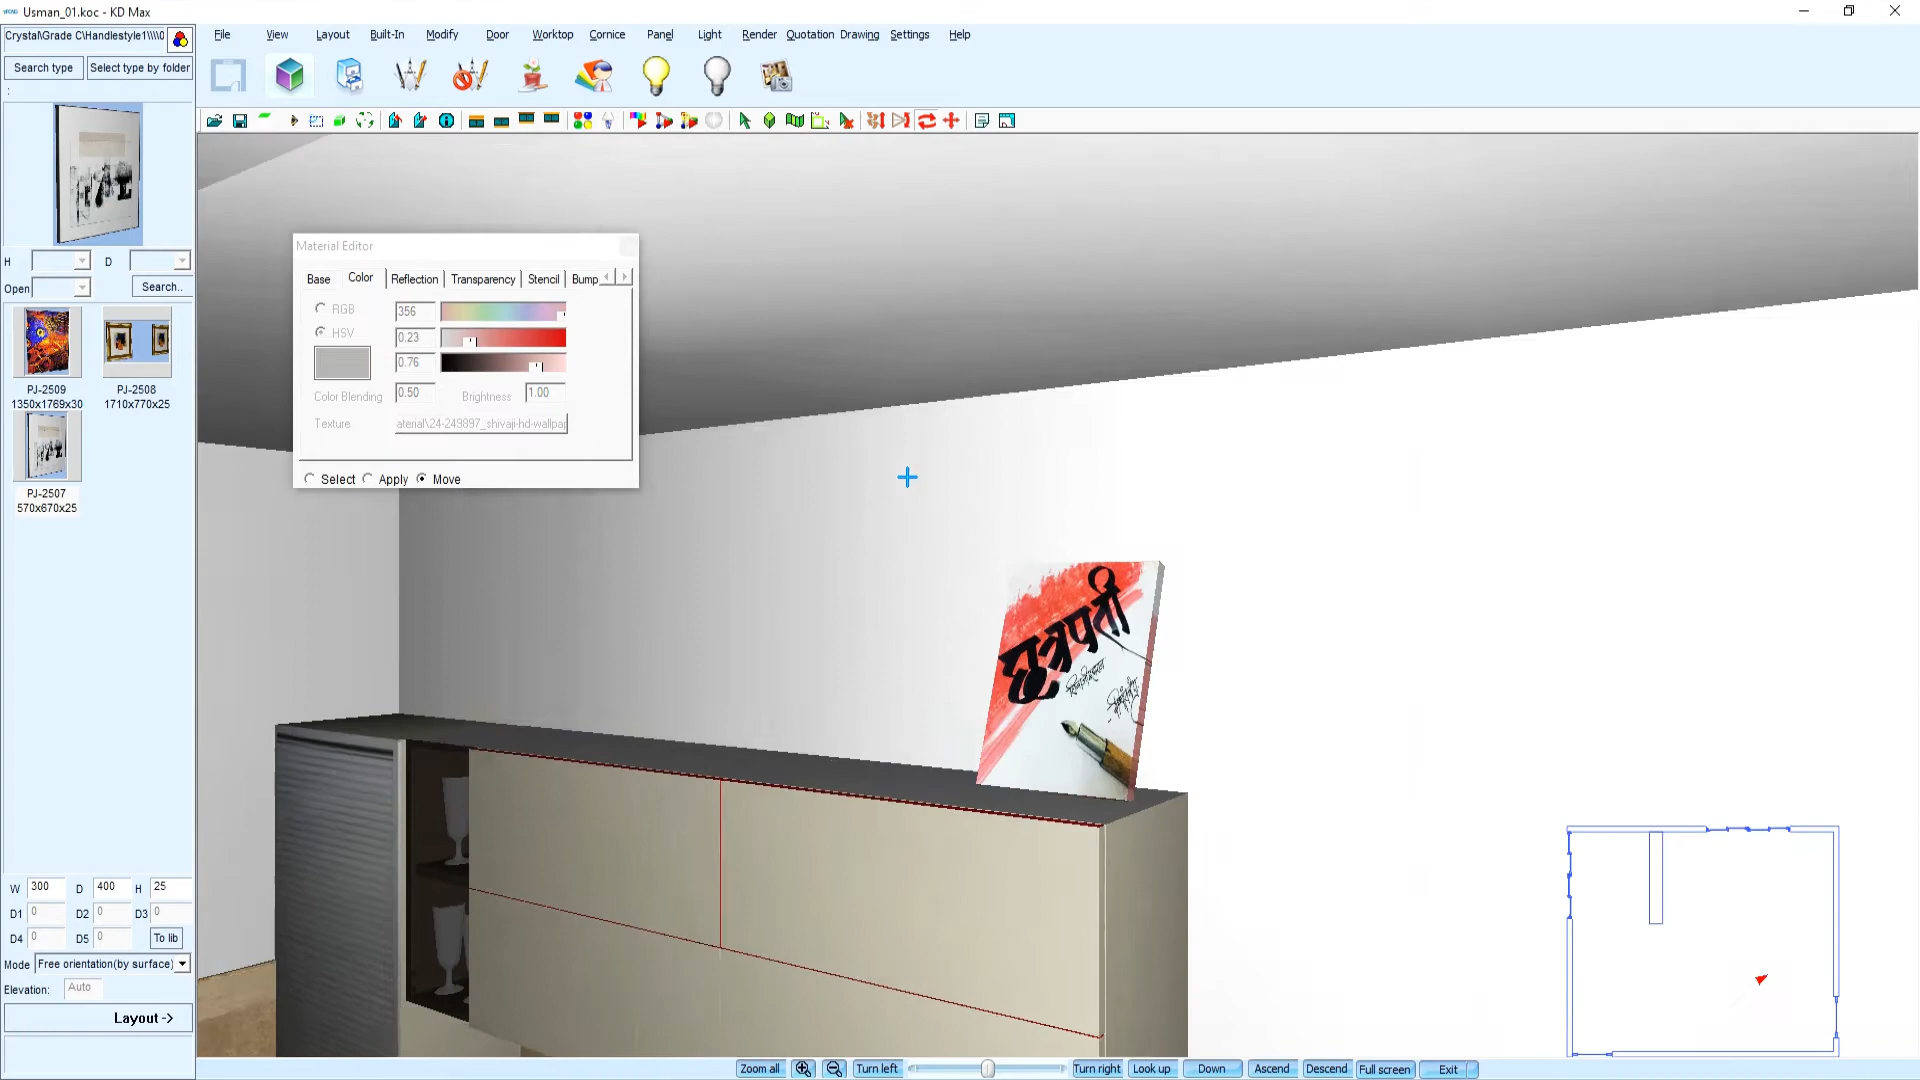 Usman_01.koc - KD Max
Crystal\Grade C\Handlestyle1\\\\0
File View Layout Built-In Modify Door Worktop Cornice Panel Light Render Quotation Drawing Settings Help
Search type Select type by folder
:
H D
Open Search..
PJ-2509
1350x1769x30
PJ-2508
1710x770x25
PJ-2507
570x670x25
W 300 D 400 H 25
D1 0 D2 0 D3 0
D4 0 D5 0 To lib
Mode Free orientation(by surface)
Elevation: Auto
Layout ->
Material Editor
Base Color Reflection Transparency Stencil Bump
RGB 356
HSV 0.23
0.76
Color Blending 0.50 Brightness 1.00
Texture aterial\24-249897_shivaji-hd-wallpap
Select Apply Move
छत्रपती
Zoom all Turn left Turn right Look up Down Ascend Descend Full screen Exit